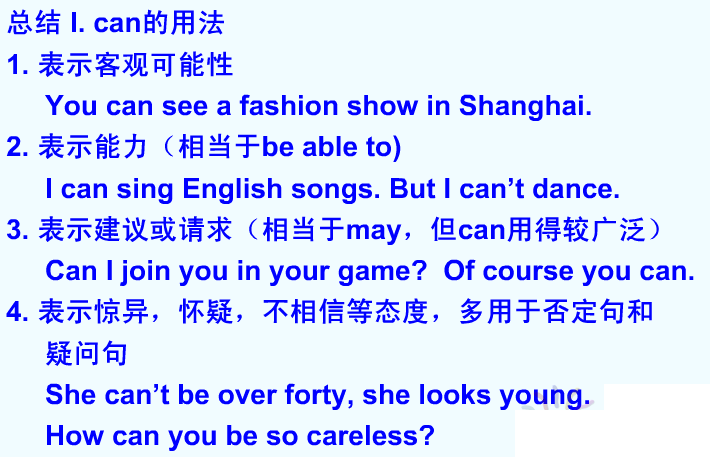 总结 I. can的用法
1. 表示客观可能性
You can see a fashion show in Shanghai.
2. 表示能力（相当于be able to)
I can sing English songs. But I can’t dance.
3. 表示建议或请求（相当于may，但can用得较广泛）
Can I join you in your game?  Of course you can.
4. 表示惊异，怀疑，不相信等态度，多用于否定句和
疑问句
She can’t be over forty, she looks young.
How can you be so careless?